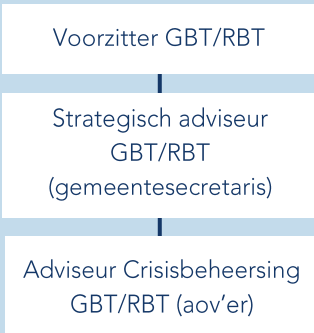 Voorzitter GBT/RBT
Strategisch adviseur
GBT/RBT
(gemeentesecretaris)
Adviseur Crisisbeheersing
GBT/RBT (aov'er)